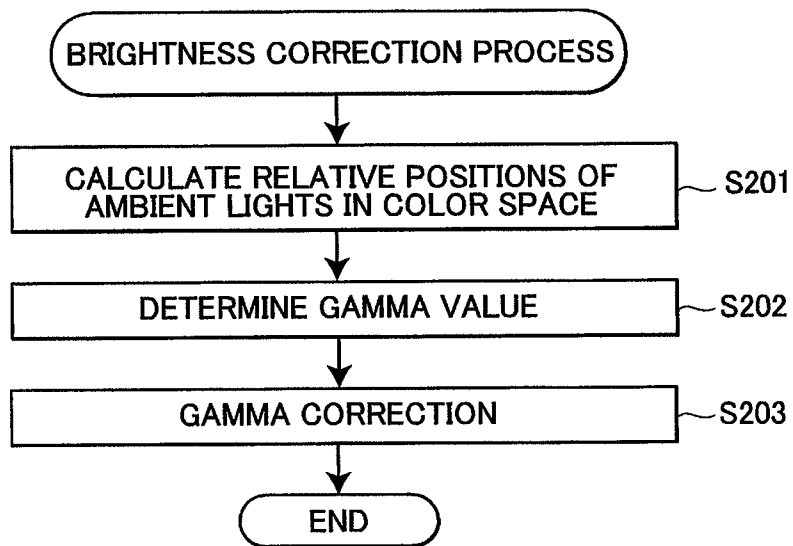 BRIGHTNESS CORRECTION PROCESS
CALCULATE RELATIVE POSITIONS OF
AMBIENT LIGHTS IN COLOR SPACE
S201
DETERMINE GAMMA VALUE
S202
GAMMA CORRECTION
S203
END